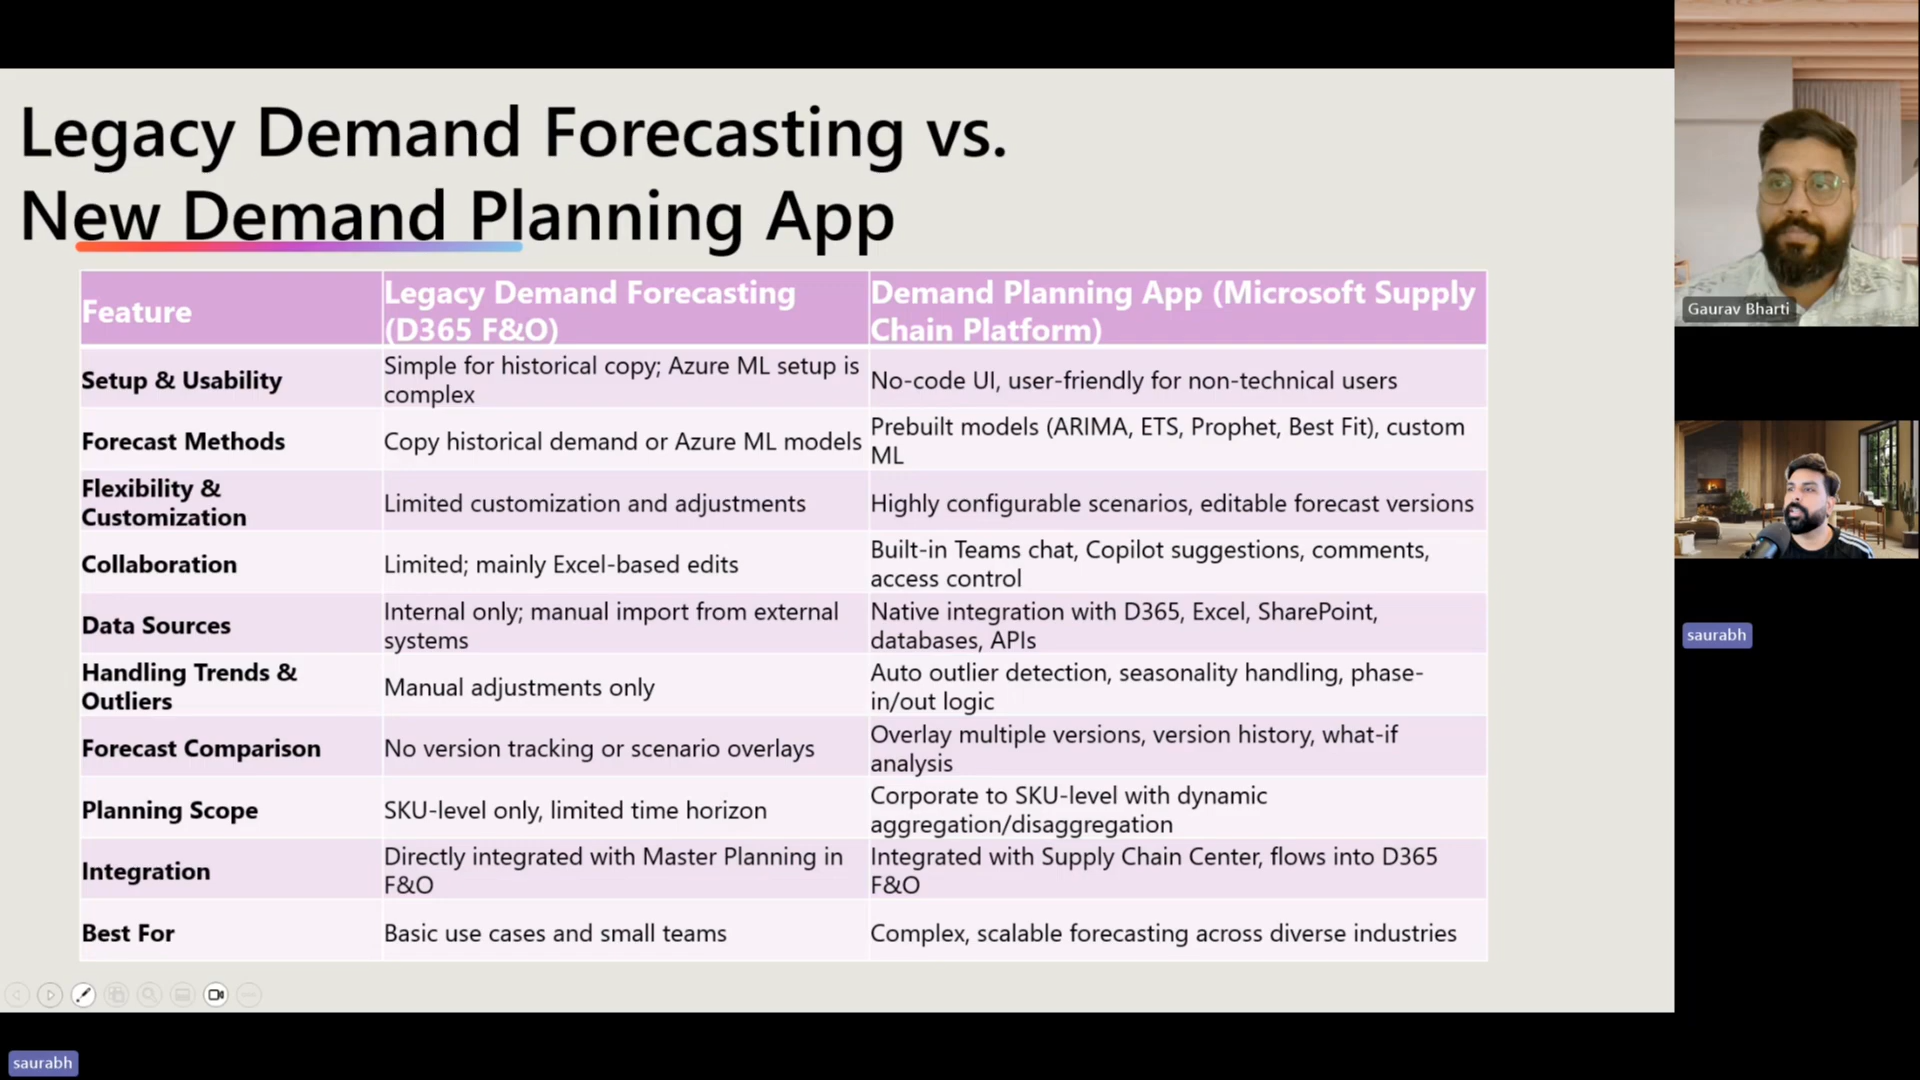 Legacy Demand Forecasting vs.
New Demand Planning App
Feature
Legacy Demand Forecasting
(D365 F&O)
Demand Planning App (Microsoft Supply
Chain Platform)
Setup & Usability
Simple for historical copy; Azure ML setup is
complex
No-code UI, user-friendly for non-technical users
Forecast Methods
Copy historical demand or Azure ML models
Prebuilt models (ARIMA, ETS, Prophet, Best Fit), custom
ML
Flexibility &
Customization
Limited customization and adjustments
Highly configurable scenarios, editable forecast versions
Collaboration
Limited; mainly Excel-based edits
Built-in Teams chat, Copilot suggestions, comments,
access control
Data Sources
Internal only; manual import from external
systems
Native integration with D365, Excel, SharePoint,
databases, APIs
Handling Trends &
Outliers
Manual adjustments only
Auto outlier detection, seasonality handling, phase-
in/out logic
Forecast Comparison
No version tracking or scenario overlays
Overlay multiple versions, version history, what-if
analysis
Planning Scope
SKU-level only, limited time horizon
Corporate to SKU-level with dynamic
aggregation/disaggregation
Integration
Directly integrated with Master Planning in
F&O
Integrated with Supply Chain Center, flows into D365
F&O
Best For
Basic use cases and small teams
Complex, scalable forecasting across diverse industries
Gaurav Bharti
saurabh
saurabh